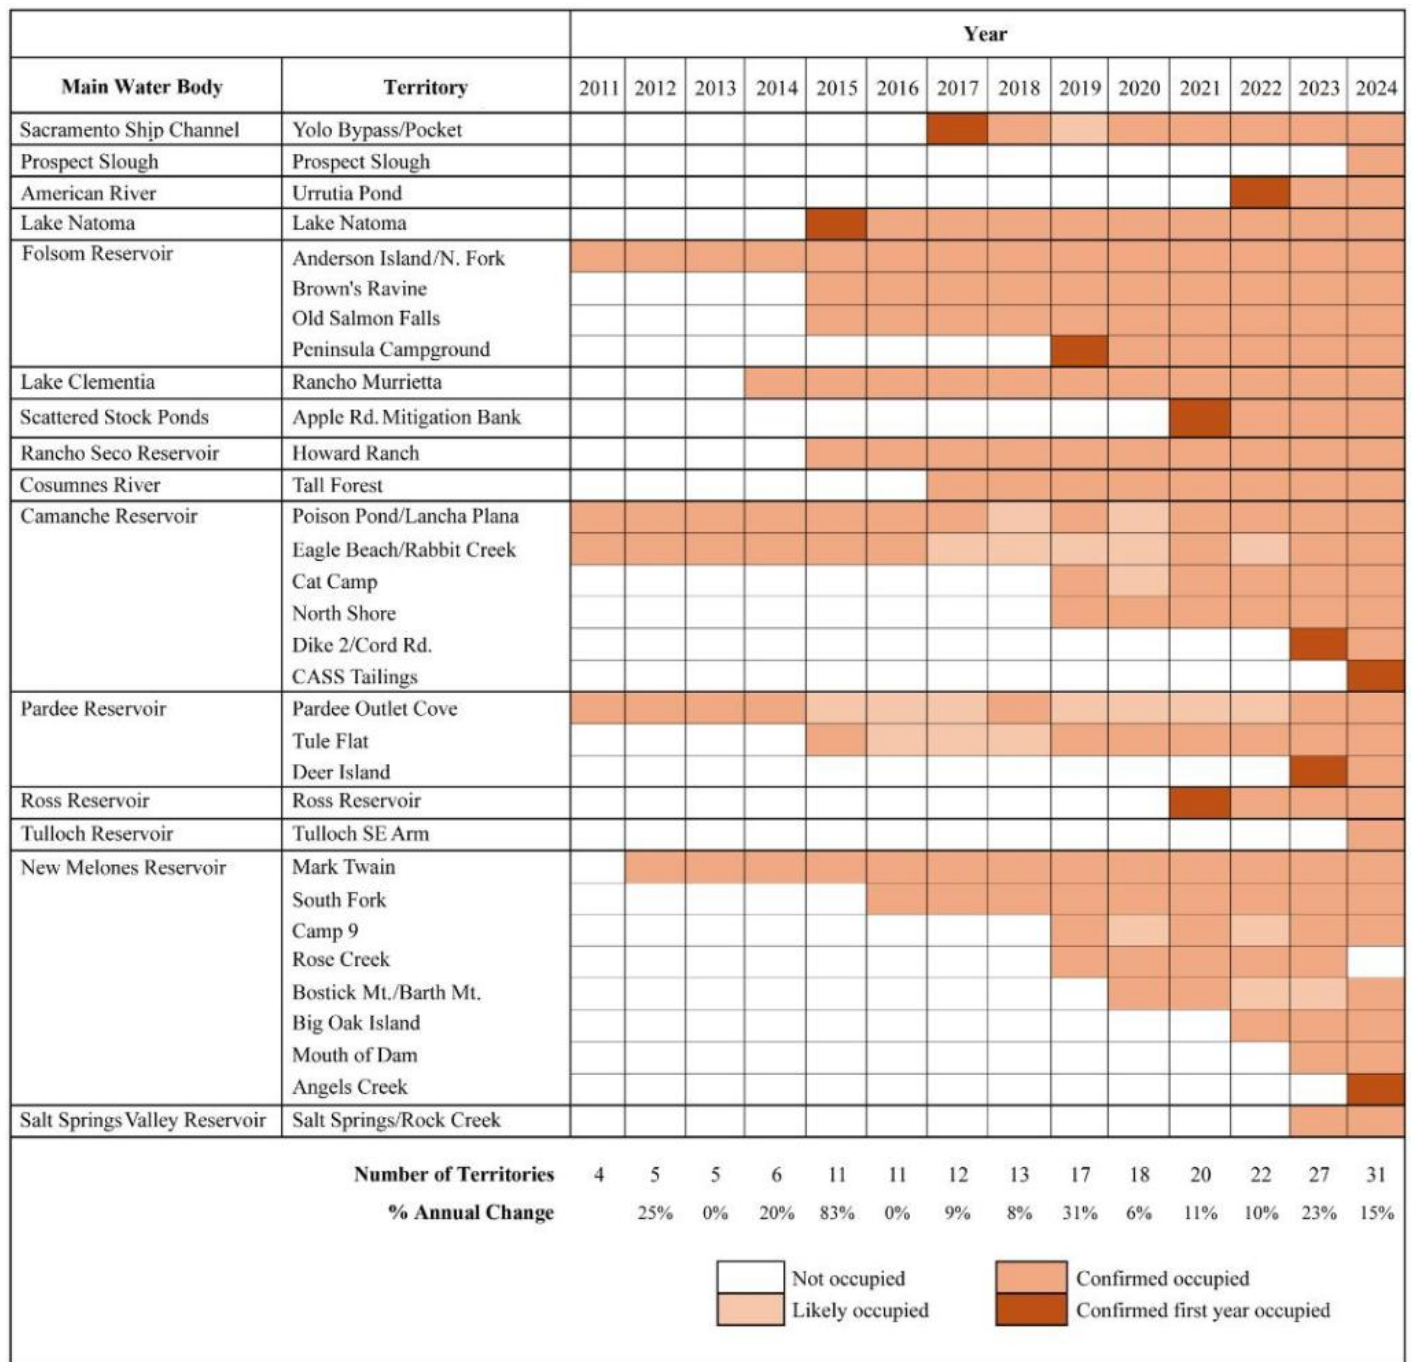 Year
Main Water Body Territory 2011 2012 2013 2014 2015 2016 2017 2018 2019 2020 2021 2022 2023 2024
Sacramento Ship Channel Yolo Bypass/Pocket
Prospect Slough Prospect Slough
American River Urrutia Pond
Lake Natoma Lake Natoma
Folsom Reservoir Anderson Island/N. Fork
Brown's Ravine
Old Salmon Falls
Peninsula Campground
Lake Clementia Rancho Murrietta
Scattered Stock Ponds Apple Rd. Mitigation Bank
Rancho Seco Reservoir Howard Ranch
Cosumnes River Tall Forest
Camanche Reservoir Poison Pond/Lancha Plana
Eagle Beach/Rabbit Creek
Cat Camp
North Shore
Dike 2/Cord Rd.
CASS Tailings
Pardee Reservoir Pardee Outlet Cove
Tule Flat
Deer Island
Ross Reservoir Ross Reservoir
Tulloch Reservoir Tulloch SE Arm
New Melones Reservoir Mark Twain
South Fork
Camp 9
Rose Creek
Bostick Mt./Barth Mt.
Big Oak Island
Mouth of Dam
Angels Creek
Salt Springs Valley Reservoir Salt Springs/Rock Creek
Number of Territories 4 5 5 6 11 11 12 13 17 18 20 22 27 31
% Annual Change 25% 0% 20% 83% 0% 9% 8% 31% 6% 11% 10% 23% 15%
Not occupied Confirmed occupied
Likely occupied Confirmed first year occupied